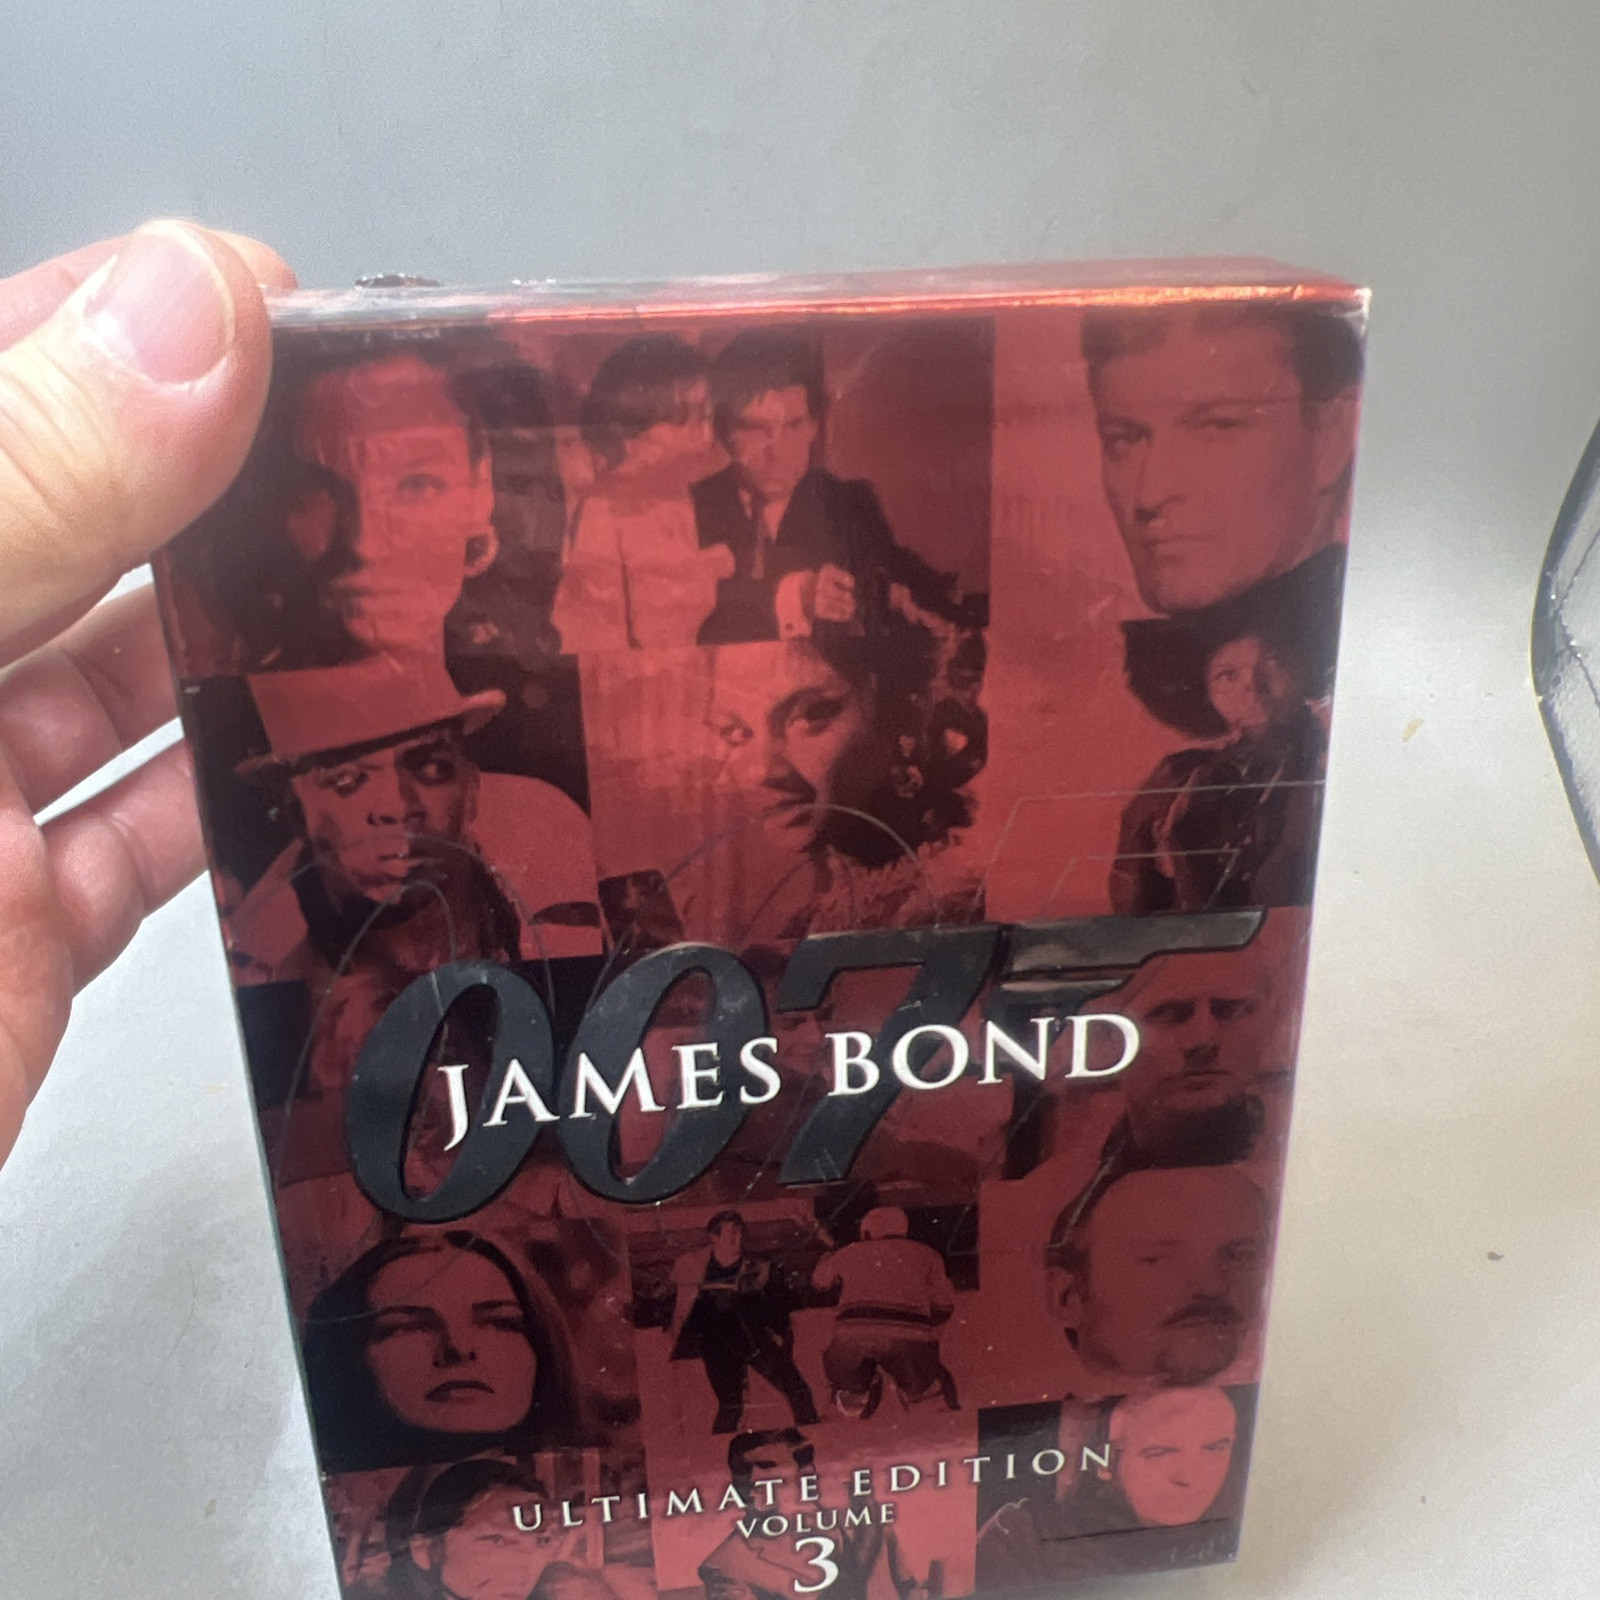 007
JAMES BOND
ULTIMATE EDITION
VOLUME
3